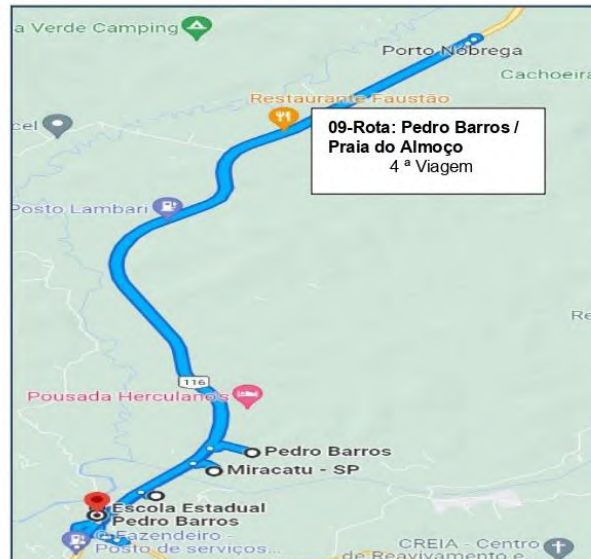 a Verde Camping
Porto Nobrega
Cachoeira
Restaurante Faustão
cel
09-Rota: Pedro Barros /
Praia do Almoço
4 ª Viagem
Posto Lambari
Re
116
Pousada Herculano's
Pedro Barros
Miracatu - SP
Escola Estadual
Pedro Barros
Fazendeiro -
Posto de serviços...
CREIA - Centro
de Reavivamento e